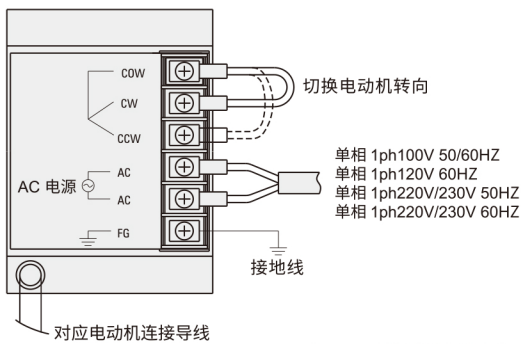 COW
CW
CCW
切换电动机转向
AC 电源
AC
AC
FG
单相 1ph100V 50/60HZ
单相 1ph120V 60HZ
单相 1ph220V/230V 50HZ
单相 1ph220V/230V 60HZ
接地线
对应电动机连接导线